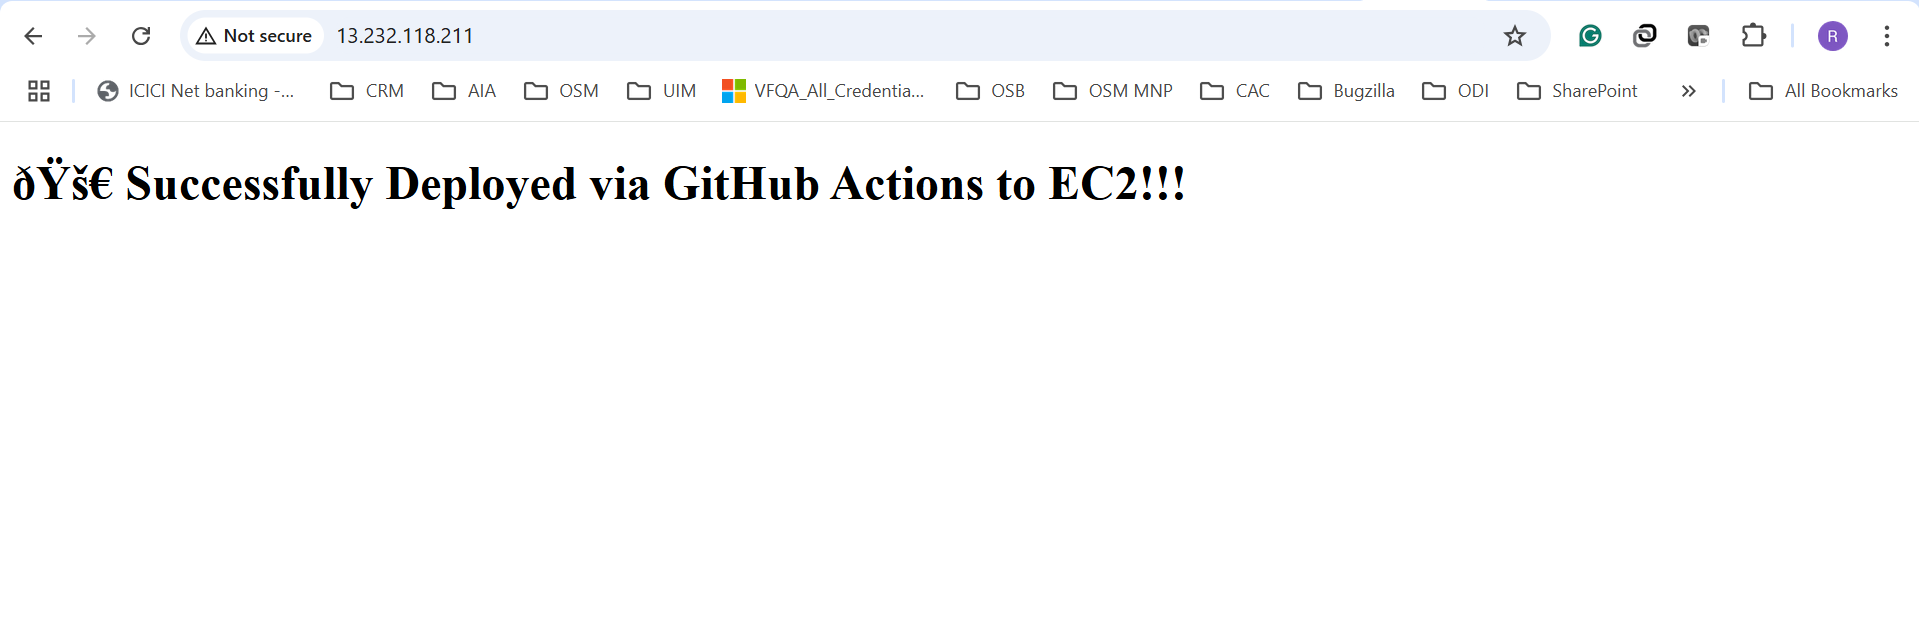 Not secure 13.232.118.211
R
ICICI Net banking -... CRM AIA OSM UIM VFQA_All_Credentia... OSB OSM MNP CAC Bugzilla ODI SharePoint » All Bookmarks
ðŸš€ Successfully Deployed via GitHub Actions to EC2!!!